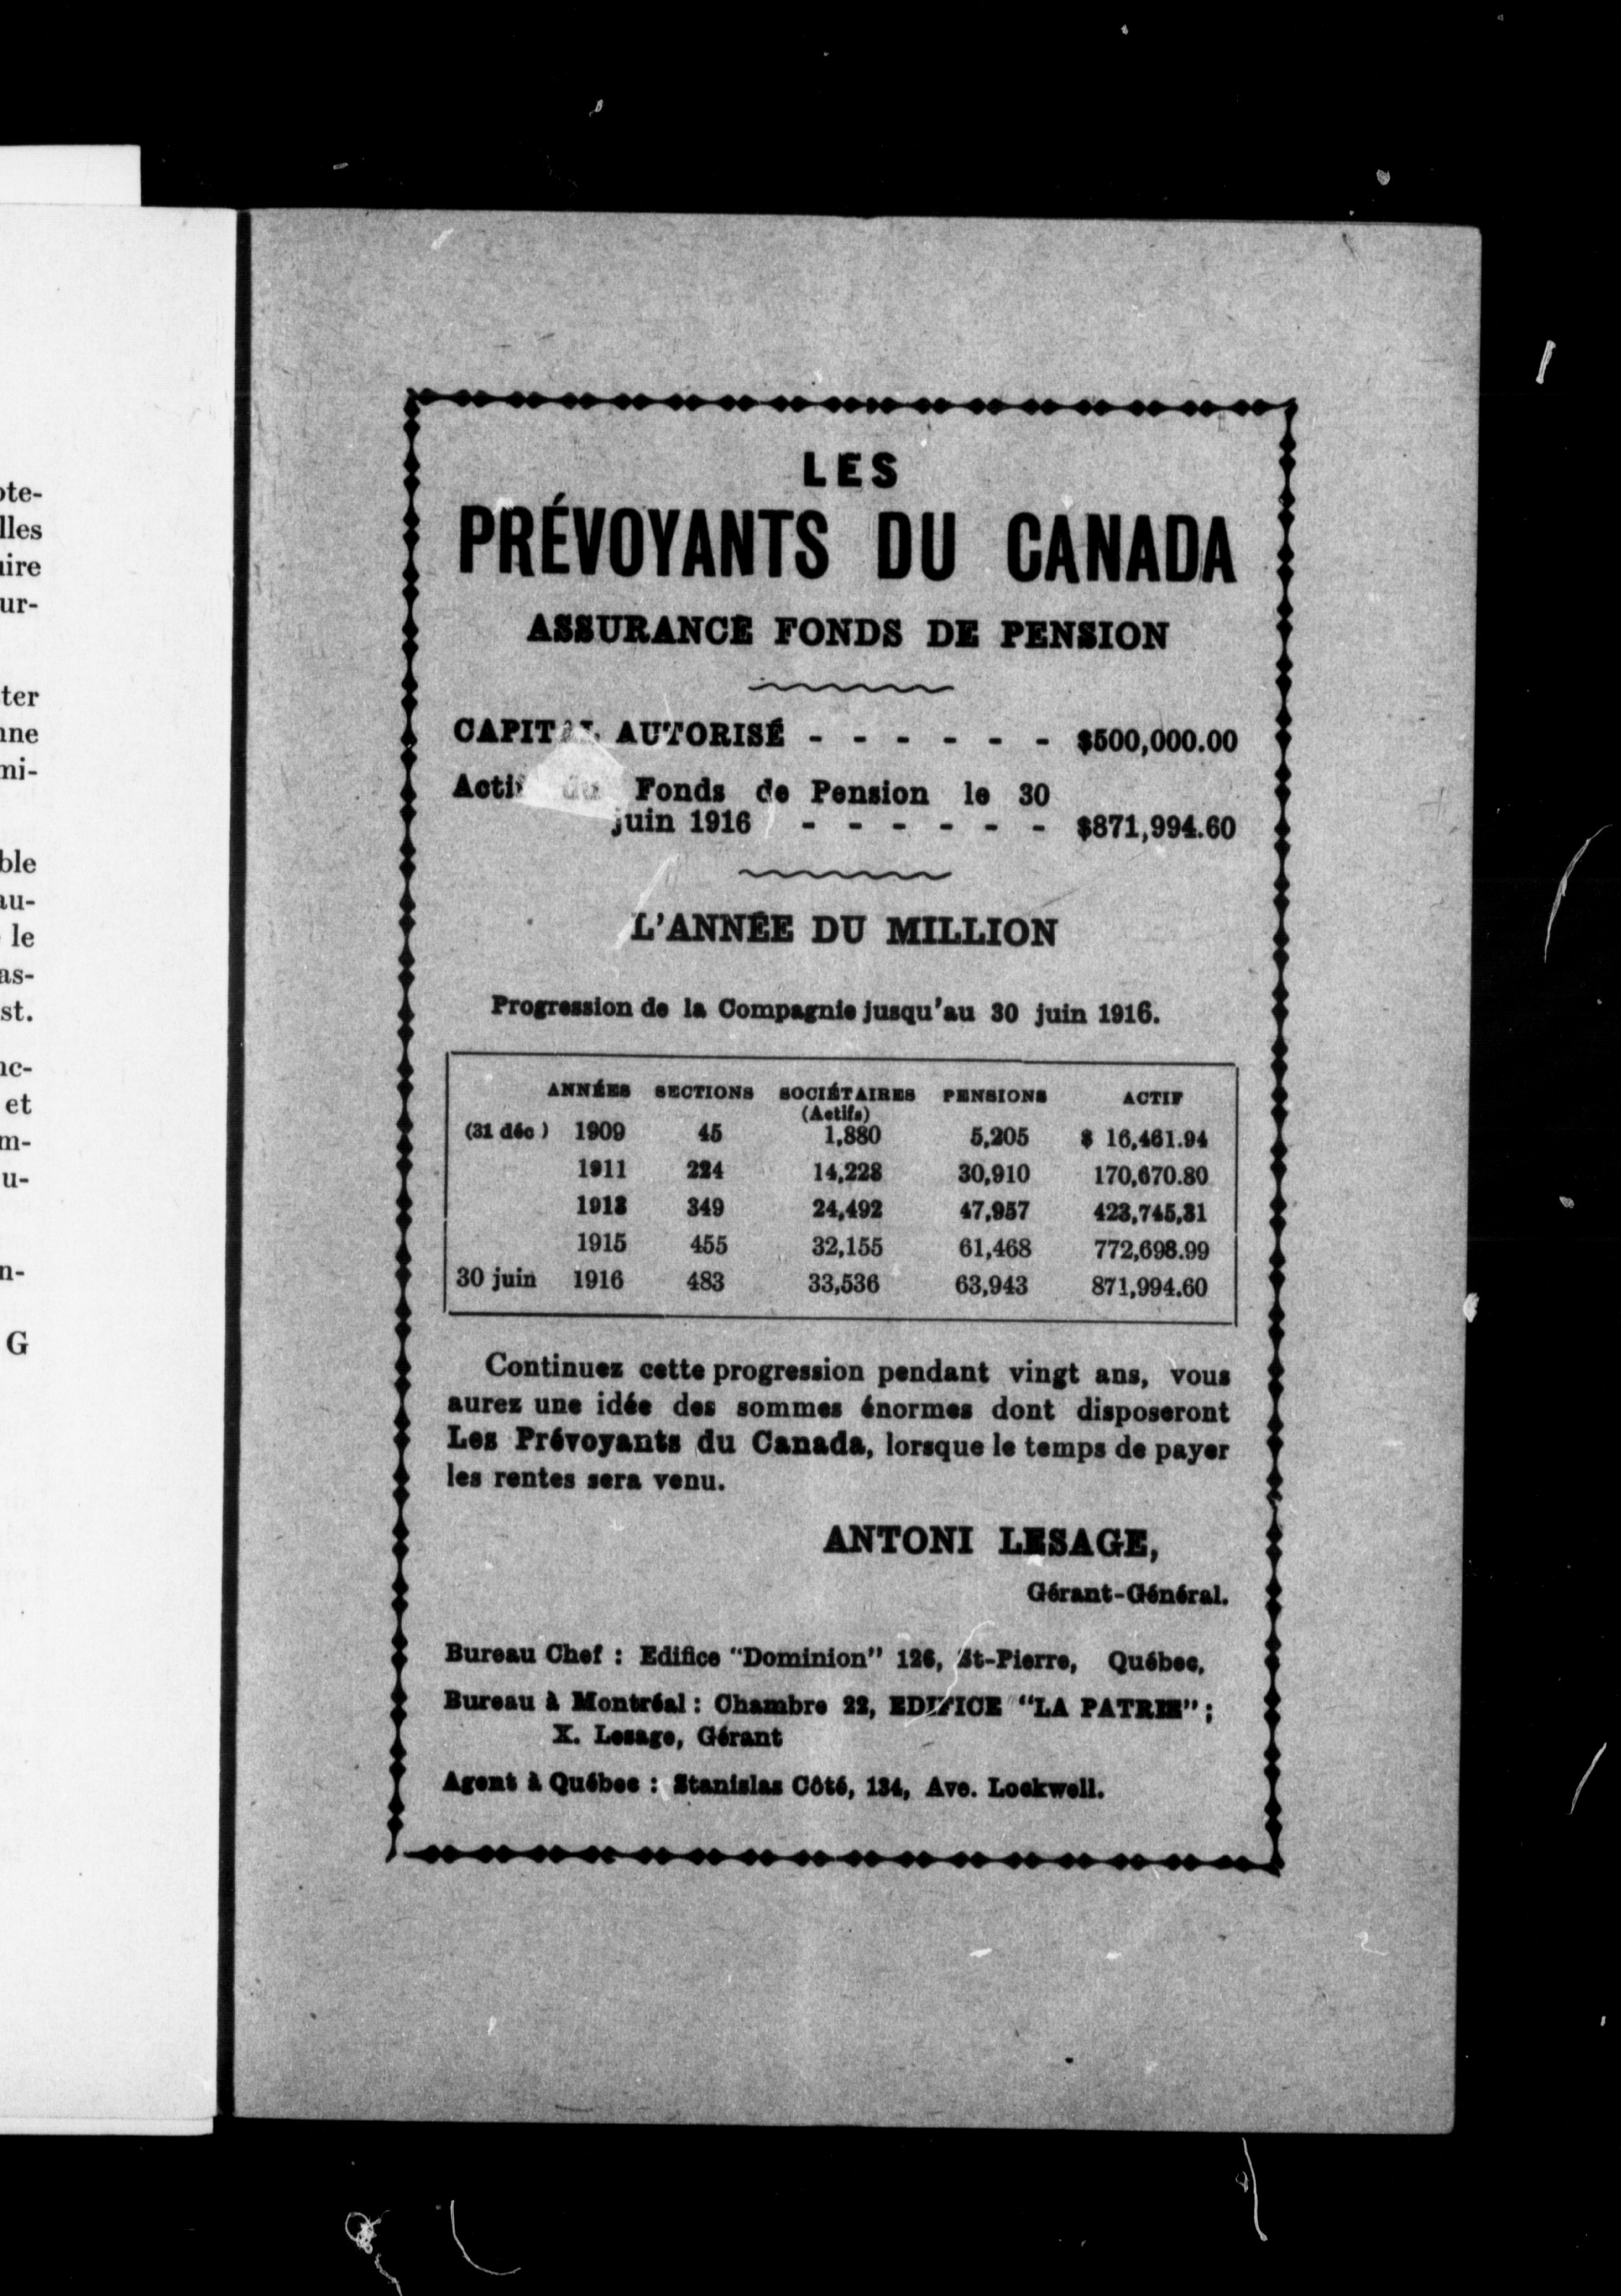 LES
PRÉVOYANTS DU CANADA
ASSURANCE FONDS DE PENSION
CAPITAL AUTORISÉ - - - - - - $500,000.00
Actif du Fonds de Pension le 30
juin 1916 - - - - - - $871,994.60
L'ANNÉE DU MILLION
Progression de la Compagnie jusqu'au 30 juin 1916.
ANNÉES SECTIONS SOCIÉTAIRES PENSIONS ACTIF
(Actifs)
(31 déc) 1909 45 1,880 5,205 $ 16,461.94
1911 224 14,228 30,910 170,670.80
1913 349 24,492 47,957 423,745,31
1915 455 32,155 61,468 772,698.99
30 juin 1916 483 33,536 63,943 871,994.60
Continuez cette progression pendant vingt ans, vous
aurez une idée des sommes énormes dont disposeront
Les Prévoyants du Canada, lorsque le temps de payer
les rentes sera venu.
ANTONI LESAGE,
Gérant-Général.
Bureau Chef : Edifice "Dominion" 126, St-Pierre, Québec,
Bureau à Montréal : Chambre 22, EDIFICE "LA PATRIE" ;
X. Lesage, Gérant
Agent à Québec : Stanislas Côté, 134, Ave. Lockwell.